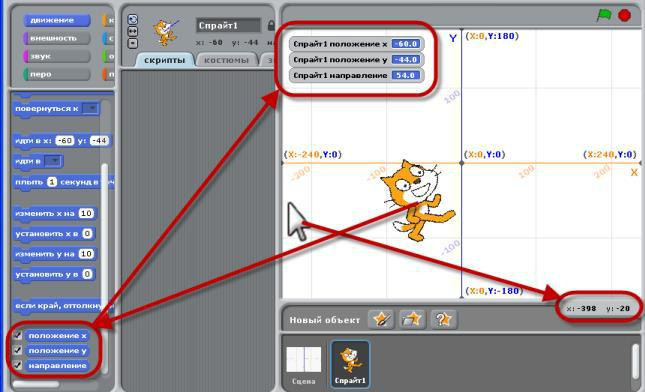 движение
внешность
звук
перо
повернуться к
идти в x: -60 y: -44
идти в
плыть 1 секунд в точ
изменить x на 10
установить x в 0
изменить y на 10
установить y в 0
если край, оттолкну
положение x
положение y
направление
Спрайт1
x: -60 y: -44
скрипты
костюмы
Спрайт1 положение x -60.0
Спрайт1 положение y -44.0
Спрайт1 направление 54.0
Y (X:0,Y:180)
100
(X:-240,Y:0) (X:240,Y:0)
-200 -100 100 200 X
-100
(X:0,Y:-180)
x: -398 y: -20
Новый объект
Сцена
Спрайт1